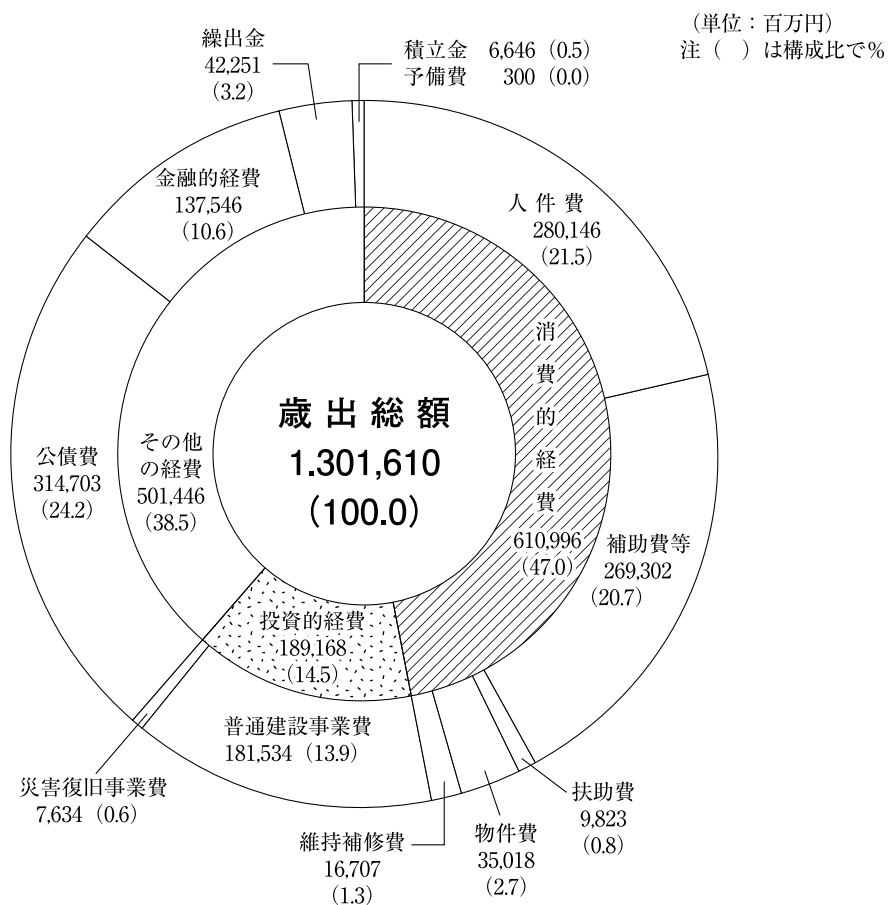 (単位:百万円)
注( )は構成比で%
繰出金
42,251
(3.2)
積立金 6,646(0.5)
予備費 300(0.0)
金融的経費
137,546
(10.6)
人件費
280,146
(21.5)
消費的経費
610,996
(47.0)
歳出総額
1.301,610
(100.0)
その他
の経費
501,446
(38.5)
公債費
314,703
(24.2)
補助費等
269,302
(20.7)
投資的経費
189,168
(14.5)
普通建設事業費
181,534(13.9)
災害復旧事業費
7,634(0.6)
維持補修費
16,707
(1.3)
物件費
35,018
(2.7)
扶助費
9,823
(0.8)